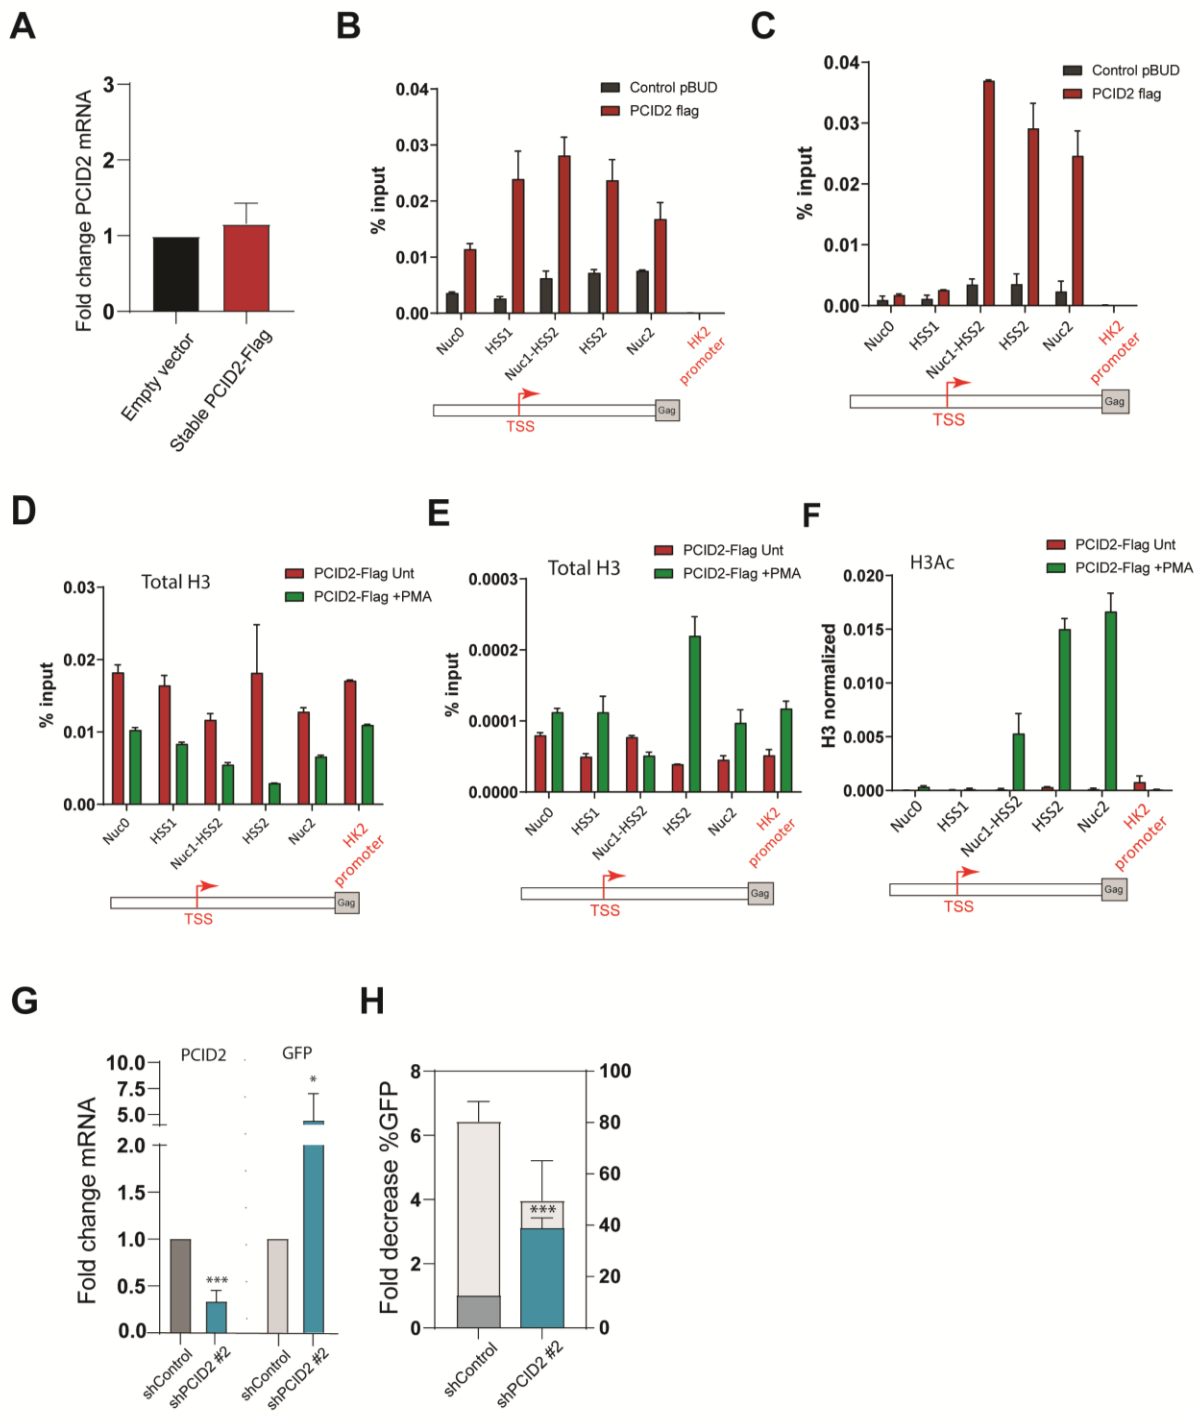 A
Fold change PCID2 mRNA
3
2
1
0
Empty vector
Stable PCID2-Flag
B
Control pBUD
PCID2 flag
% input
0.04
0.03
0.02
0.01
0.00
Nuc0
HSS1
Nuc1-HSS2
HSS2
Nuc2
HK2
promoter
TSS
Gag
C
Control pBUD
PCID2 flag
% input
0.04
0.03
0.02
0.01
0.00
Nuc0
HSS1
Nuc1-HSS2
HSS2
Nuc2
HK2
promoter
TSS
Gag
D
Total H3
PCID2-Flag Unt
PCID2-Flag +PMA
% input
0.03
0.02
0.01
0.00
Nuc0
HSS1
Nuc1-HSS2
HSS2
Nuc2
HK2
promoter
TSS
Gag
E
Total H3
PCID2-Flag Unt
PCID2-Flag +PMA
% input
0.0003
0.0002
0.0001
0.0000
Nuc0
HSS1
Nuc1-HSS2
HSS2
Nuc2
HK2
promoter
TSS
Gag
F
H3Ac
PCID2-Flag Unt
PCID2-Flag +PMA
H3 normalized
0.020
0.015
0.010
0.005
0.000
Nuc0
HSS1
Nuc1-HSS2
HSS2
Nuc2
HK2
promoter
TSS
Gag
G
PCID2
GFP
Fold change mRNA
10.0
7.5
5.0
2.0
1.5
1.0
0.5
0.0
***
*
shControl
shPCID2 #2
shControl
shPCID2 #2
H
Fold decrease %GFP
8
6
4
2
0
100
80
60
40
20
0
***
shControl
shPCID2 #2